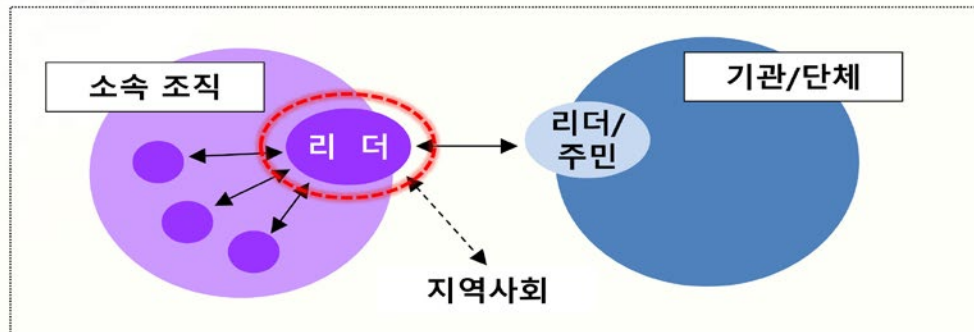 소속 조직
기관/단체
리 더
리더/
주민
지역사회